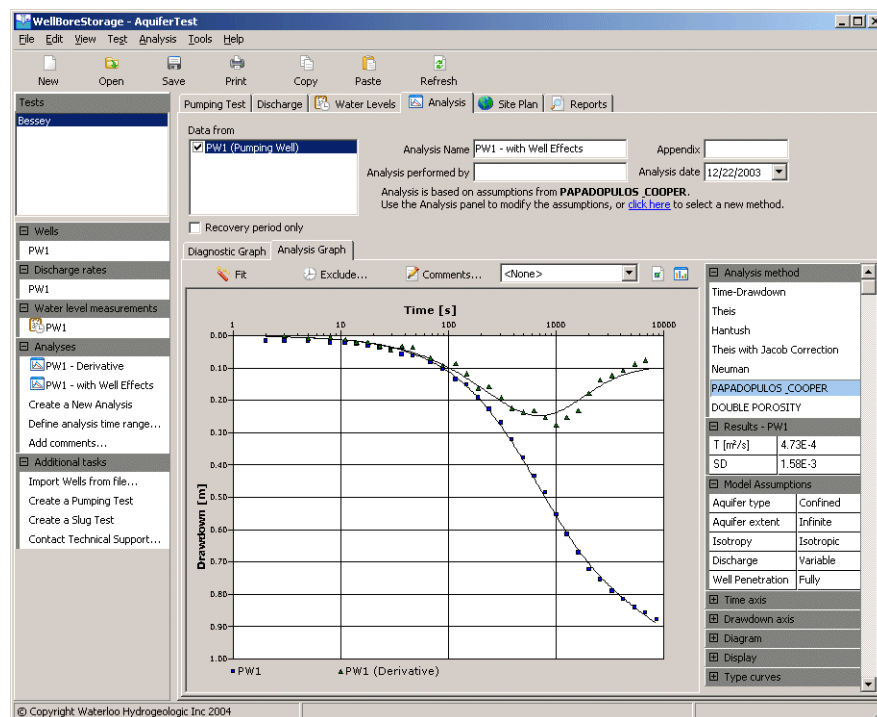 WellBoreStorage - AquiferTest
File Edit View Test Analysis Tools Help
New Open Save Print Copy Paste Refresh
Tests
Bessey
Wells
PW1
Discharge rates
PW1
Water level measurements
PW1
Analyses
PW1 - Derivative
PW1 - with Well Effects
Create a New Analysis
Define analysis time range...
Add comments...
Additional tasks
Import Wells from file...
Create a Pumping Test
Create a Slug Test
Contact Technical Support...
Pumping Test Discharge Water Levels Analysis Site Plan Reports
Data from
PW1 (Pumping Well)
Recovery period only
Analysis Name PW1 - with Well Effects Appendix
Analysis performed by Analysis date 12/22/2003
Analysis is based on assumptions from PAPADOPULOS_COOPER.
Use the Analysis panel to modify the assumptions, or click here to select a new method.
Diagnostic Graph Analysis Graph
Fit Exclude... Comments... <None>
Time [s]
1 10 100 1000 10000
0.00
0.10
0.20
0.30
0.40
0.50
0.60
0.70
0.80
0.90
1.00
Drawdown [m]
PW1 PW1 (Derivative)
Analysis method
Time-Drawdown
Theis
Hantush
Theis with Jacob Correction
Neuman
PAPADOPULOS_COOPER
DOUBLE POROSITY
Results - PW1
T [m²/s] 4.73E-4
SD 1.58E-3
Model Assumptions
Aquifer type Confined
Aquifer extent Infinite
Isotropy Isotropic
Discharge Variable
Well Penetration Fully
Time axis
Drawdown axis
Diagram
Display
Type curves
© Copyright Waterloo Hydrogeologic Inc 2004